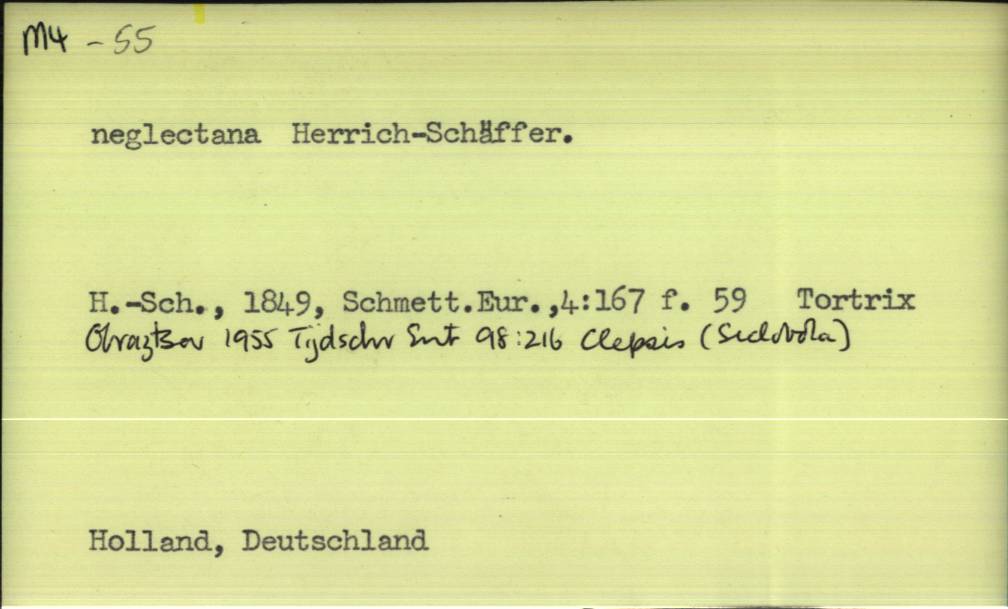 M4 - 55
neglectana Herrich-Schäffer.
H.-Sch., 1849, Schmett.Eur.,4:167 f. 59 Tortrix
Obraztsov 1955 Tijdschr Ent 98:216 Clepsis (Siclobola)
Holland, Deutschland